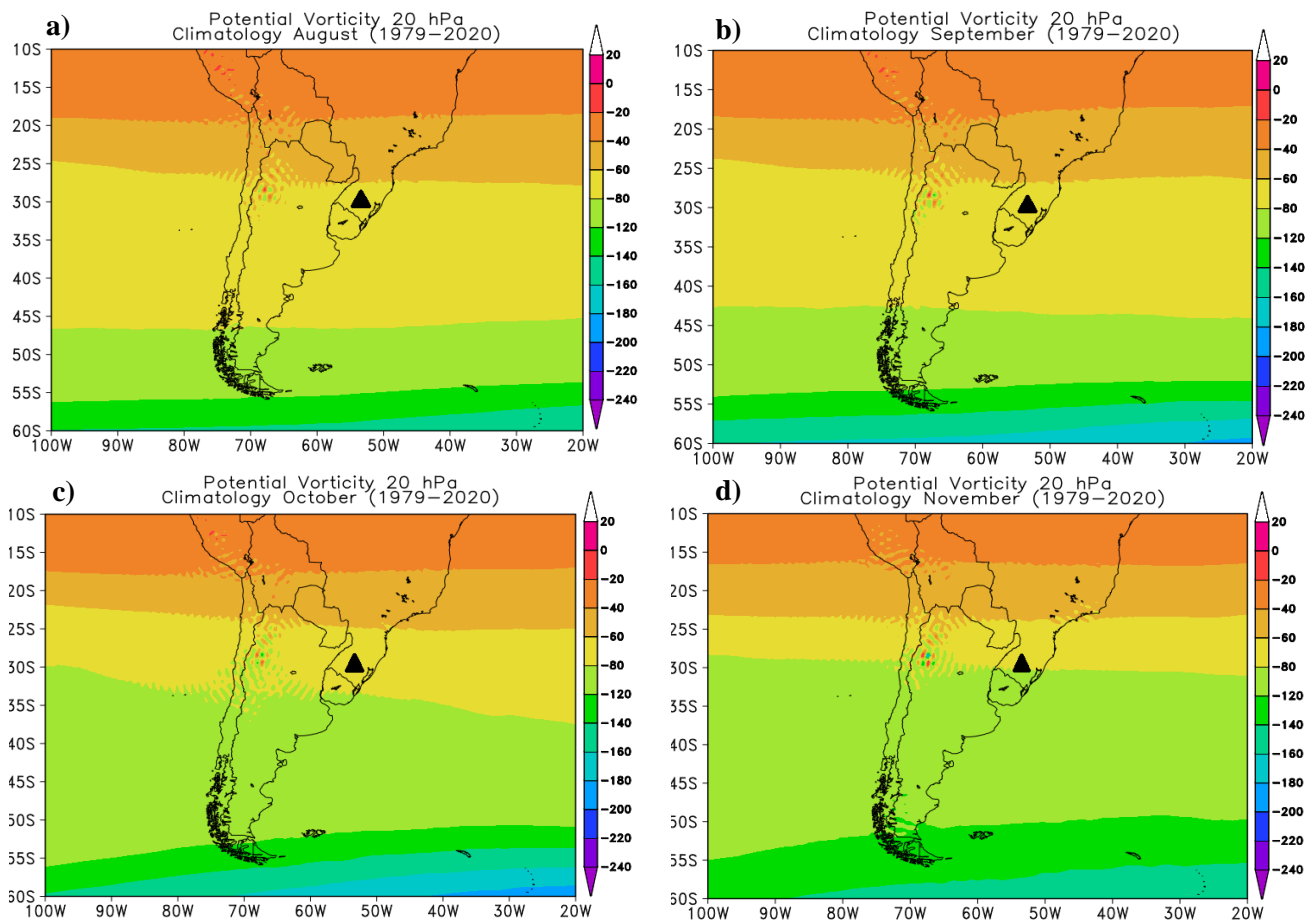 a)
Potential Vorticity 20 hPa
Climatology August (1979−2020)
10S
15S
20S
25S
30S
35S
40S
45S
50S
55S
60S
100W 90W 80W 70W 60W 50W 40W 30W 20W
20
0
−20
−40
−60
−80
−120
−140
−160
−180
−200
−220
−240
b)
Potential Vorticity 20 hPa
Climatology September (1979−2020)
10S
15S
20S
25S
30S
35S
40S
45S
50S
55S
60S
100W 90W 80W 70W 60W 50W 40W 30W 20W
20
0
−20
−40
−60
−80
−120
−140
−160
−180
−200
−220
−240
c)
Potential Vorticity 20 hPa
Climatology October (1979−2020)
10S
15S
20S
25S
30S
35S
40S
45S
50S
55S
60S
100W 90W 80W 70W 60W 50W 40W 30W 20W
20
0
−20
−40
−60
−80
−120
−140
−160
−180
−200
−220
−240
d)
Potential Vorticity 20 hPa
Climatology November (1979−2020)
10S
15S
20S
25S
30S
35S
40S
45S
50S
55S
60S
100W 90W 80W 70W 60W 50W 40W 30W 20W
20
0
−20
−40
−60
−80
−120
−140
−160
−180
−200
−220
−240